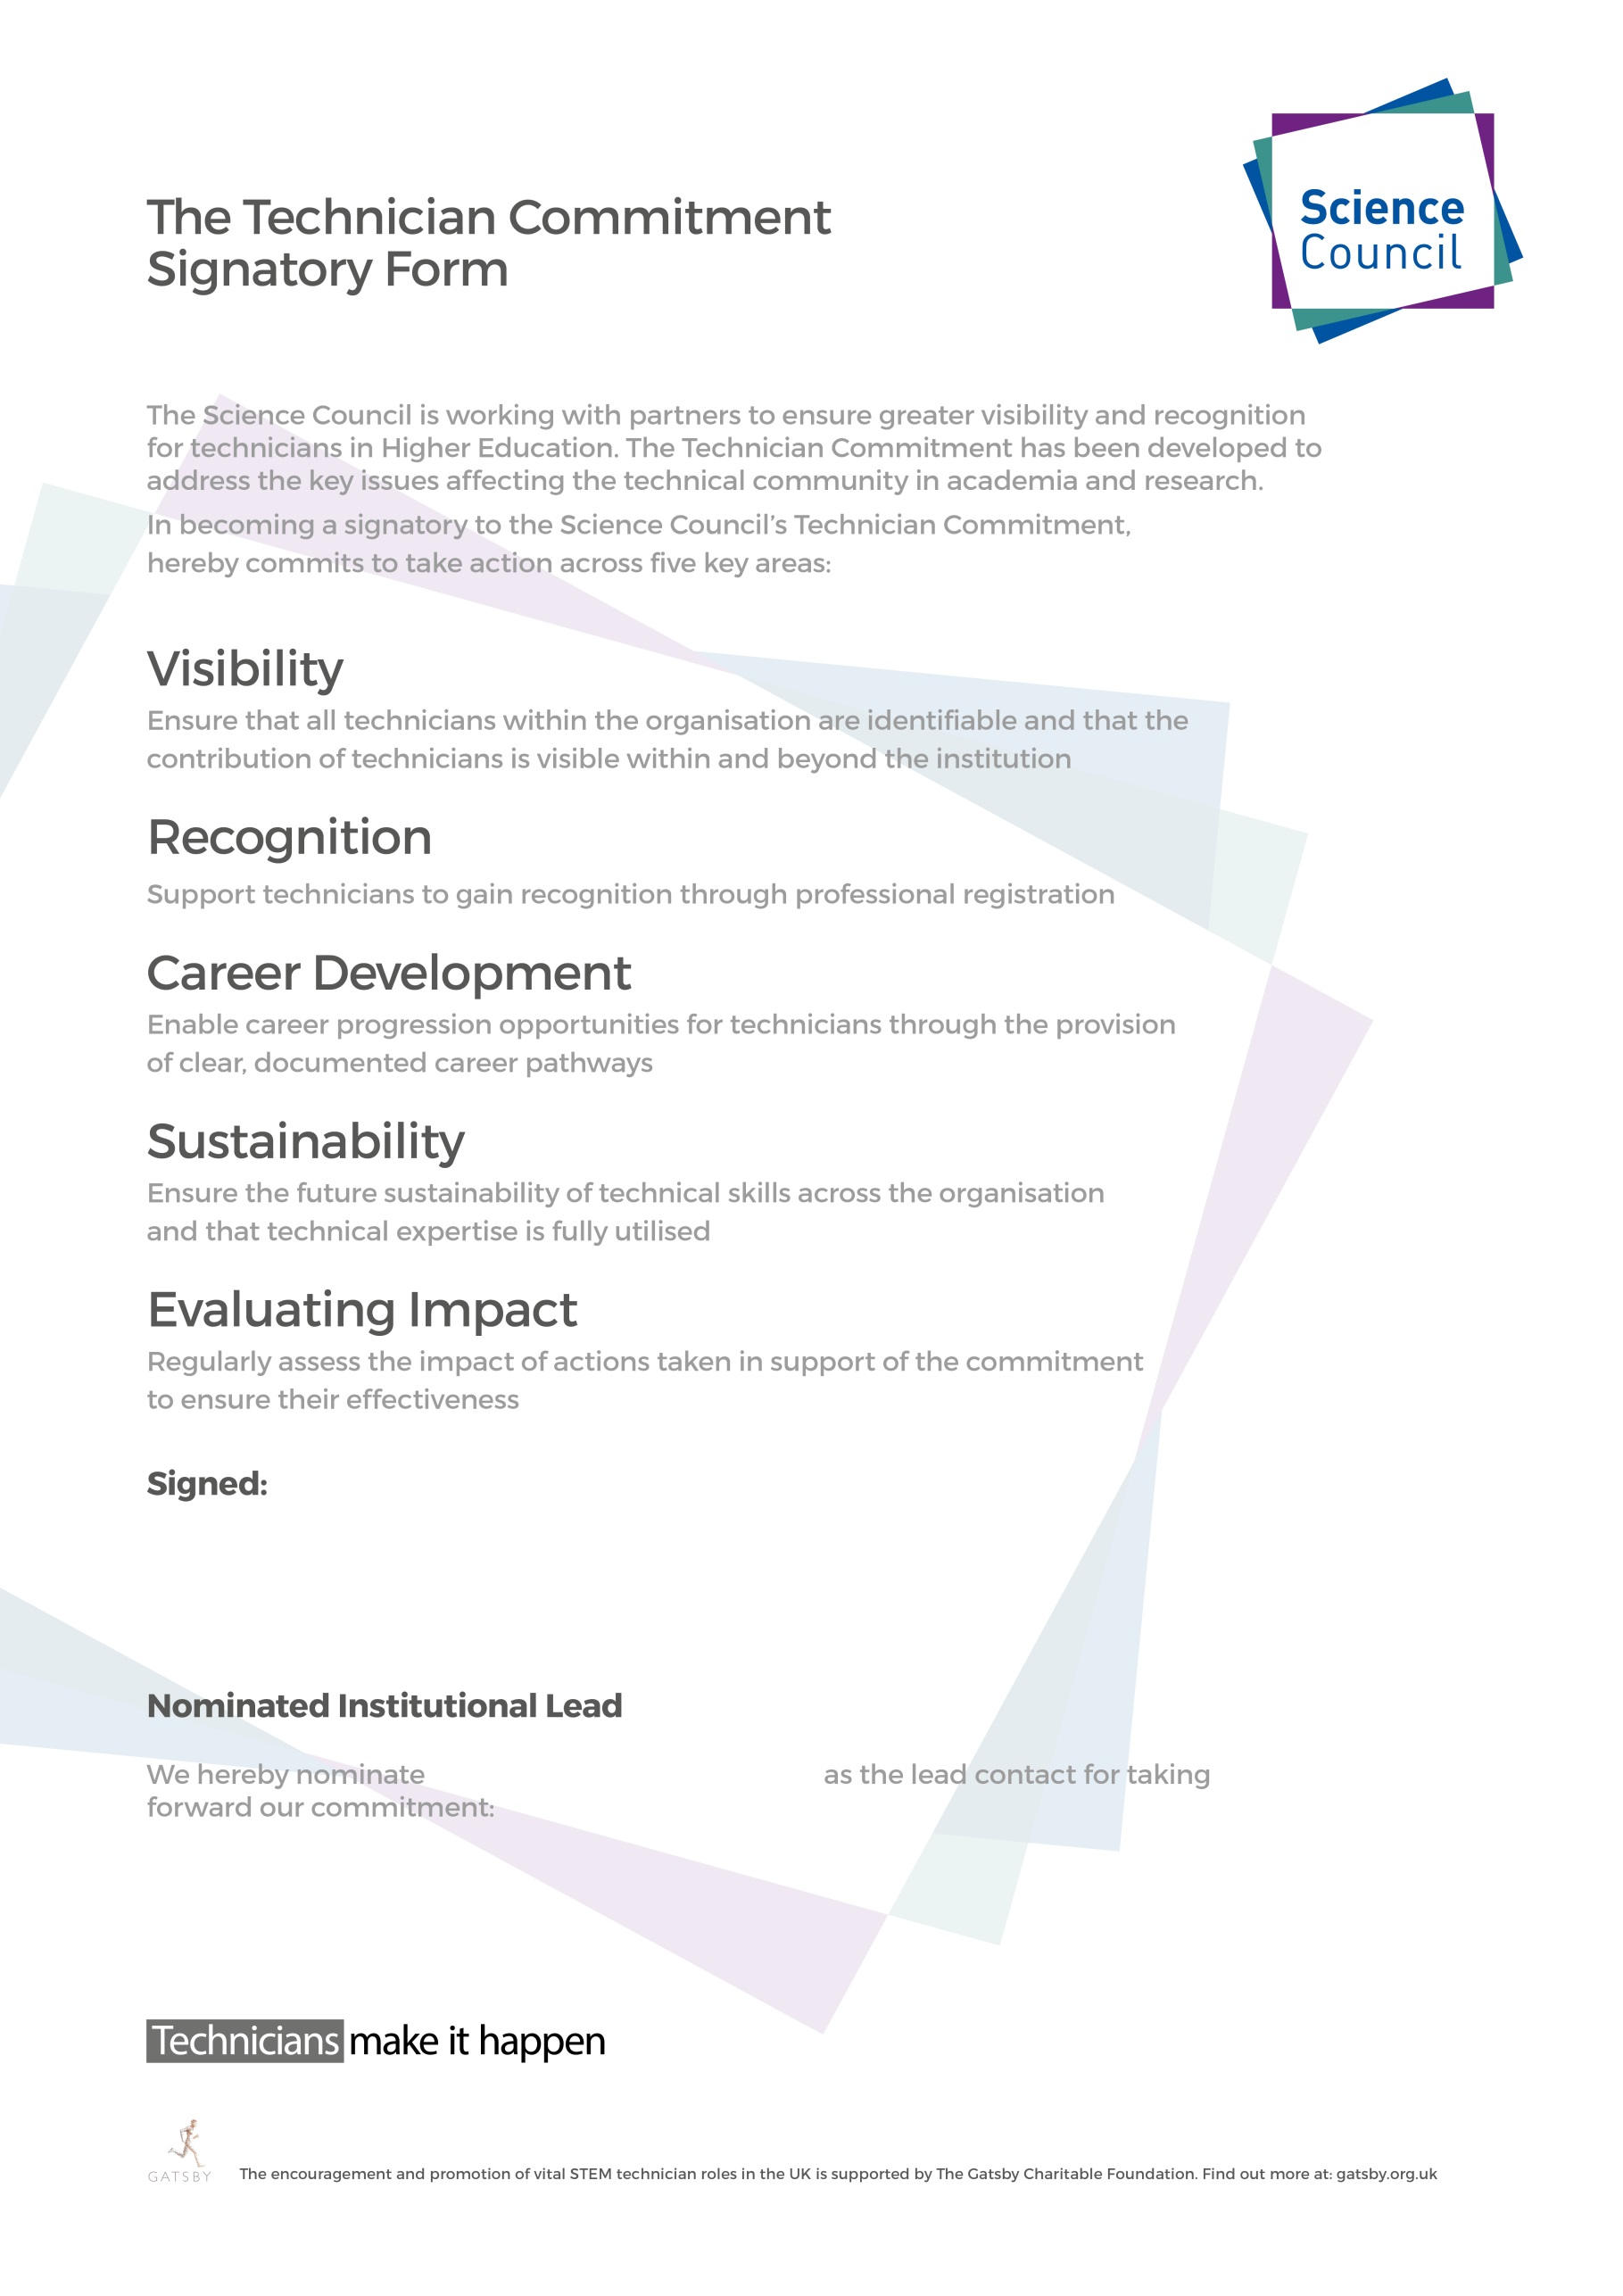 The Technician Commitment
Signatory Form
Science
Council
The Science Council is working with partners to ensure greater visibility and recognition
for technicians in Higher Education. The Technician Commitment has been developed to
address the key issues affecting the technical community in academia and research.
In becoming a signatory to the Science Council’s Technician Commitment,
hereby commits to take action across five key areas:
Visibility
Ensure that all technicians within the organisation are identifiable and that the
contribution of technicians is visible within and beyond the institution
Recognition
Support technicians to gain recognition through professional registration
Career Development
Enable career progression opportunities for technicians through the provision
of clear, documented career pathways
Sustainability
Ensure the future sustainability of technical skills across the organisation
and that technical expertise is fully utilised
Evaluating Impact
Regularly assess the impact of actions taken in support of the commitment
to ensure their effectiveness
Signed:
Nominated Institutional Lead
We hereby nominate as the lead contact for taking
forward our commitment:
Technicians make it happen
GATSBY
The encouragement and promotion of vital STEM technician roles in the UK is supported by The Gatsby Charitable Foundation. Find out more at: gatsby.org.uk